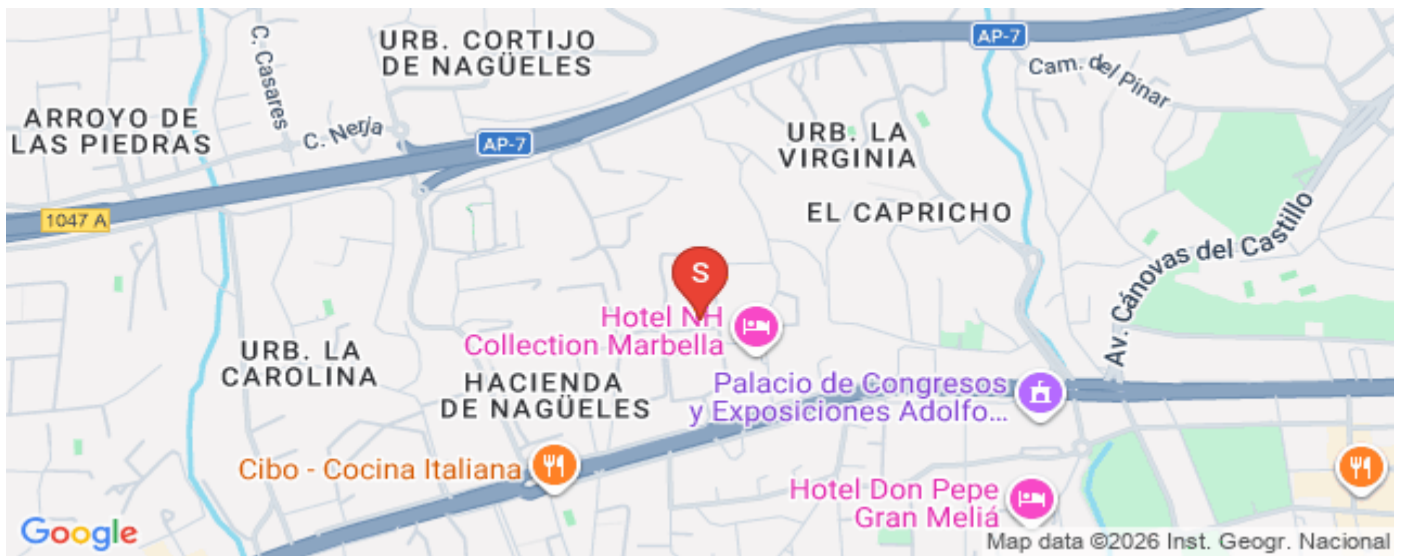 C. Casares
URB. CORTIJO
DE NAGÜELES
AP-7
Cam. del Pinar
ARROYO DE
LAS PIEDRAS
C. Nerja
AP-7
URB. LA
VIRGINIA
1047 A
EL CAPRICHO
Av. Cánovas del Castillo
S
Hotel NH
Collection Marbella
URB. LA
CAROLINA
HACIENDA
DE NAGÜELES
Palacio de Congresos
y Exposiciones Adolfo...
Cibo - Cocina Italiana
Hotel Don Pepe
Gran Meliá
Google
Map data ©2026 Inst. Geogr. Nacional